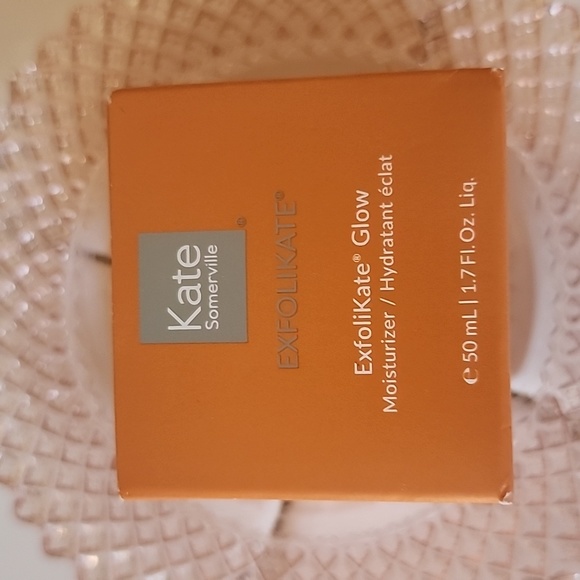 Kate
Somerville®
EXFOLIKATE®
ExfoliKate® Glow
Moisturizer / Hydratant éclat
℮ 50 mL | 1.7 Fl. Oz. Liq.